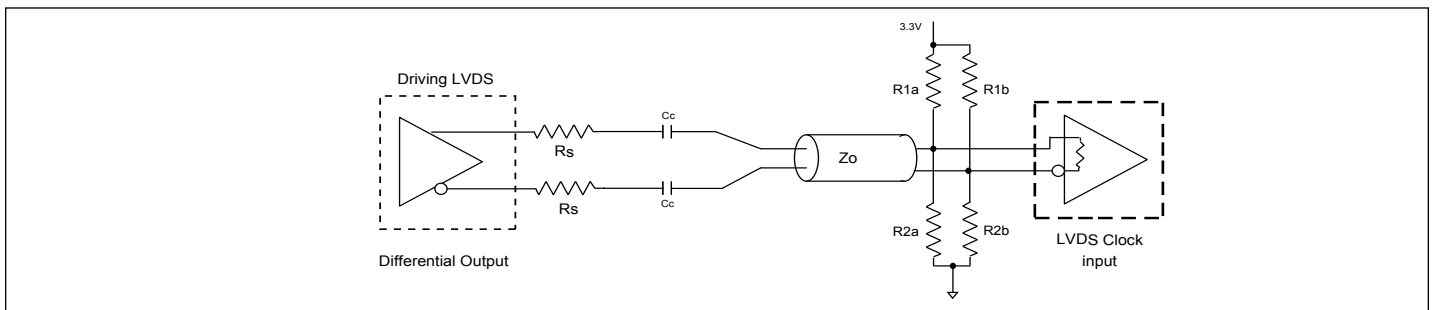 3.3V
Driving LVDS
R1a
R1b
Cc
Rs
Zo
Rs
Cc
R2a
R2b
LVDS Clock
input
Differential Output